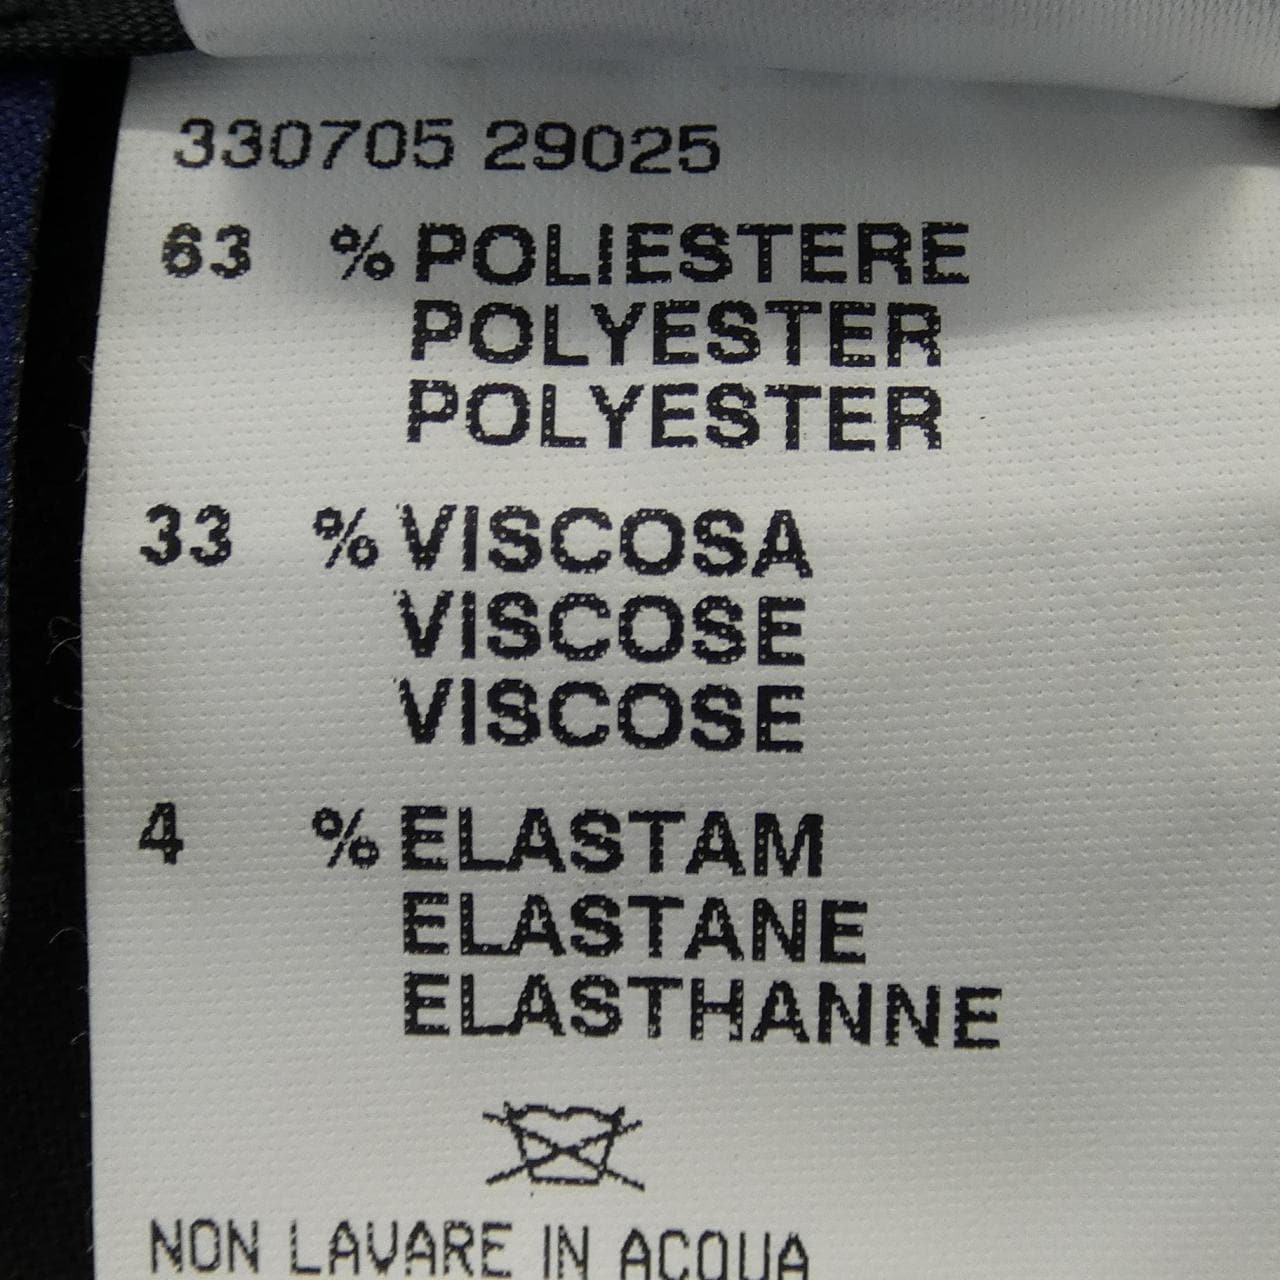 330705 29025
63 % POLIESTERE
POLYESTER
POLYESTER
33 % VISCOSA
VISCOSE
VISCOSE
4 % ELASTAM
ELASTANE
ELASTHANNE
NON LAVARE IN ACQUA